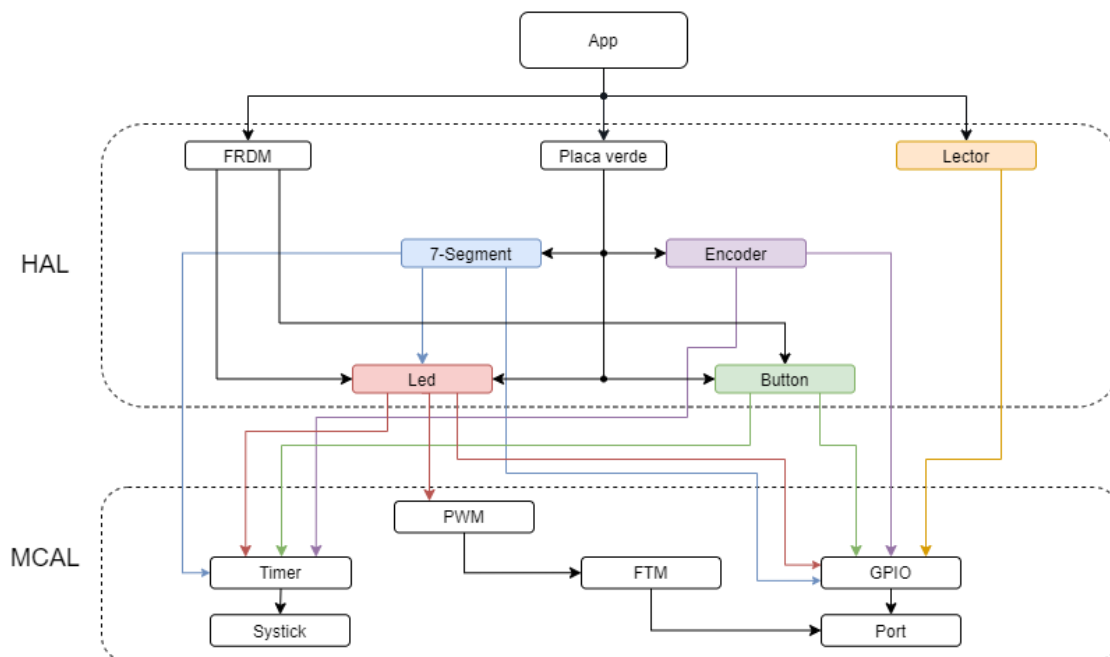 App
FRDM
Placa verde
Lector
HAL
7-Segment
Encoder
Led
Button
PWM
MCAL
Timer
FTM
GPIO
Systick
Port